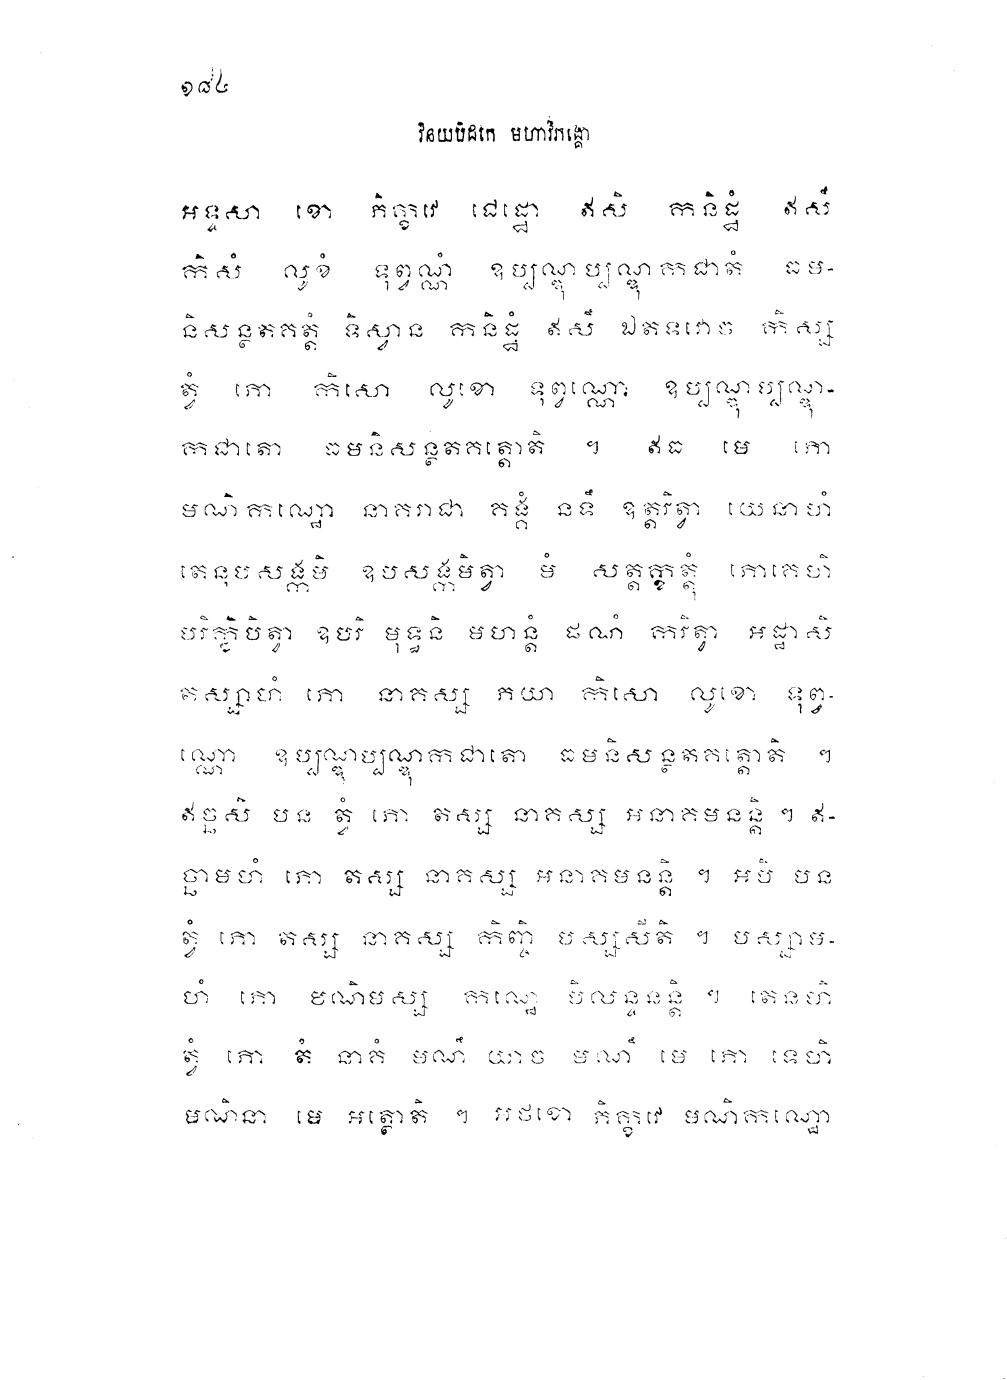 ១៨៤
វិនយបិដកេ មហាវិភង្គោ
អទ្ទសា ខោ ភិក្ខវេ ជេដ្ឋោ ឥសិ កនិដ្ឋំ ឥសឹ
កិសំ លូខំ ទុព្វណ្ណំ ឧប្បណ្ឌុប្បណ្ឌុកជាតំ ធម-
និសន្ថតគត្តំ ទិស្វាន កនិដ្ឋំ ឥសឹ ឯតទវោច កិស្ស
ត្វំ ភោ កិសោ លូខោ ទុព្វណ្ណោ ឧប្បណ្ឌុប្បណ្ឌុ-
កជាតោ ធមនិសន្ថតគត្តោតិ ។ ឥធ មេ ភោ
មណិកណ្ឋោ នាគរាជា គង្គំ នទឹ ឧត្តរិត្វា យេនាហំ
តេនុបសង្កមិ ឧបសង្កមិត្វា មំ សត្តក្ខត្តុំ ភោគេហិ
បរិក្ខិបិត្វា ឧបរិ មុទ្ធនិ មហន្តំ ផណំ ករិត្វា អដ្ឋាសិ
តស្សាហំ ភោ នាគស្ស ភយា កិសោ លូខោ ទុព្វ-
ណ្ណោ ឧប្បណ្ឌុប្បណ្ឌុកជាតោ ធមនិសន្ថតគត្តោតិ ។
ឥច្ឆសិ បន ត្វំ ភោ តស្ស នាគស្ស អនាគមនន្តិ ។ ឥ-
ច្ឆាមហំ ភោ តស្ស នាគស្ស អនាគមនន្តិ ។ អបិ បន
ត្វំ ភោ តស្ស នាគស្ស កិញ្ចិ បស្សសីតិ ។ បស្សាម-
ហំ ភោ មណិមស្ស កណ្ឋេ បិលន្ទនន្តិ ។ តេនហិ
ត្វំ ភោ តំ នាគំ មណឹ យាច មណឹ មេ ភោ ទេហិ
មណិនា មេ អត្ថោតិ ។ អថខោ ភិក្ខវេ មណិកណ្ឋោ